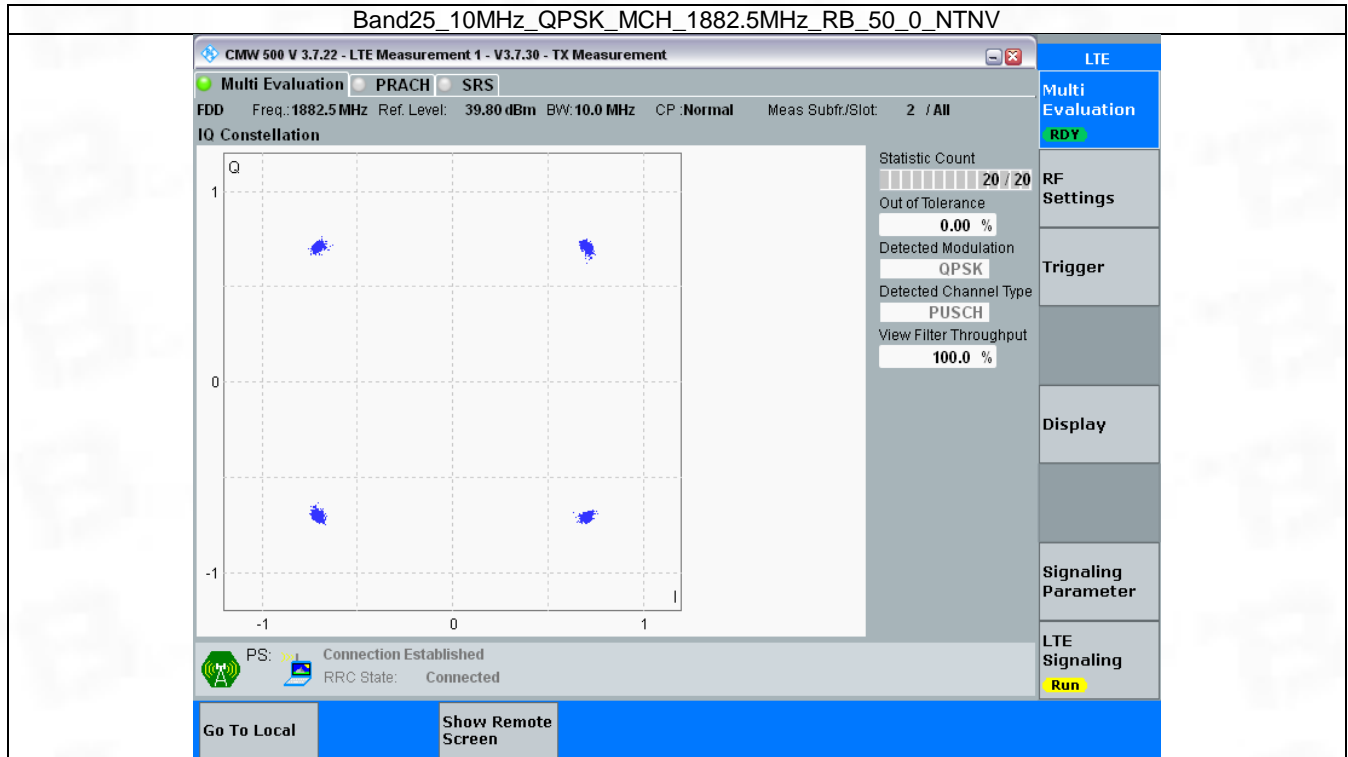 Band25_10MHz_QPSK_MCH_1882.5MHz_RB_50_0_NTNV
CMW 500 V 3.7.22 - LTE Measurement 1 - V3.7.30 - TX Measurement
LTE
Multi Evaluation PRACH SRS
FDD Freq.:1882.5 MHz Ref. Level: 39.80 dBm BW:10.0 MHz CP :Normal Meas Subfr./Slot: 2 / All
IQ Constellation
Q
1
0
-1
-1 0 1
I
Statistic Count
20 / 20
Out of Tolerance
0.00 %
Detected Modulation
QPSK
Detected Channel Type
PUSCH
View Filter Throughput
100.0 %
Multi
Evaluation
RDY
RF
Settings
Trigger
Display
Signaling
Parameter
LTE
Signaling
Run
PS: Connection Established
RRC State: Connected
Go To Local
Show Remote
Screen